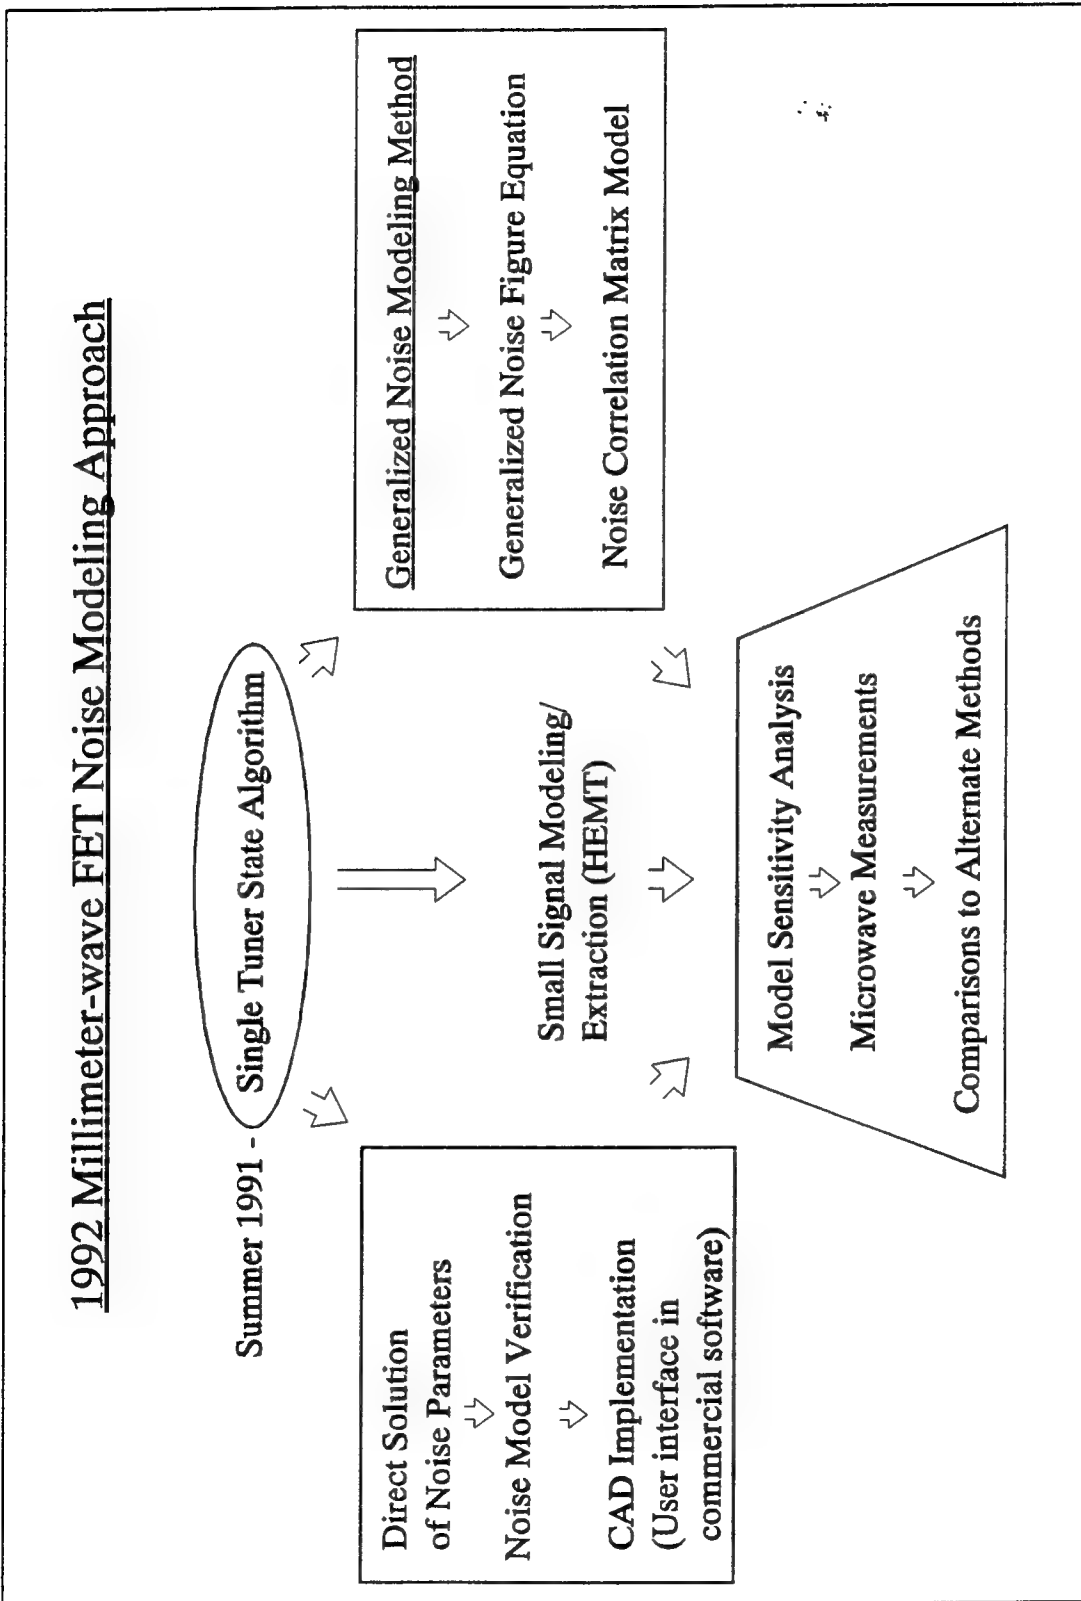 1992 Millimeter-wave FET Noise Modeling Approach
Summer 1991 - Single Tuner State Algorithm
Direct Solution
of Noise Parameters
Noise Model Verification
CAD Implementation
(User interface in
commercial software)
Small Signal Modeling/
Extraction (HEMT)
Generalized Noise Modeling Method
Generalized Noise Figure Equation
Noise Correlation Matrix Model
Model Sensitivity Analysis
Microwave Measurements
Comparisons to Alternate Methods